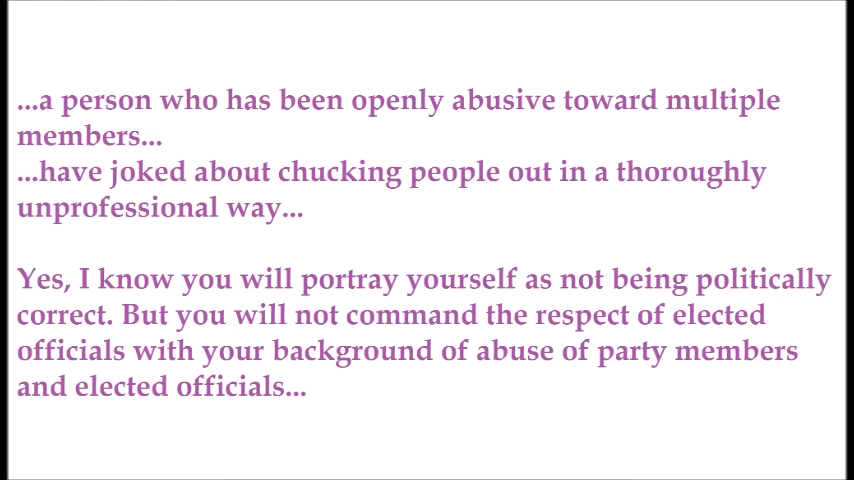 ...a person who has been openly abusive toward multiple
members...
...have joked about chucking people out in a thoroughly
unprofessional way...
Yes, I know you will portray yourself as not being politically
correct. But you will not command the respect of elected
officials with your background of abuse of party members
and elected officials...